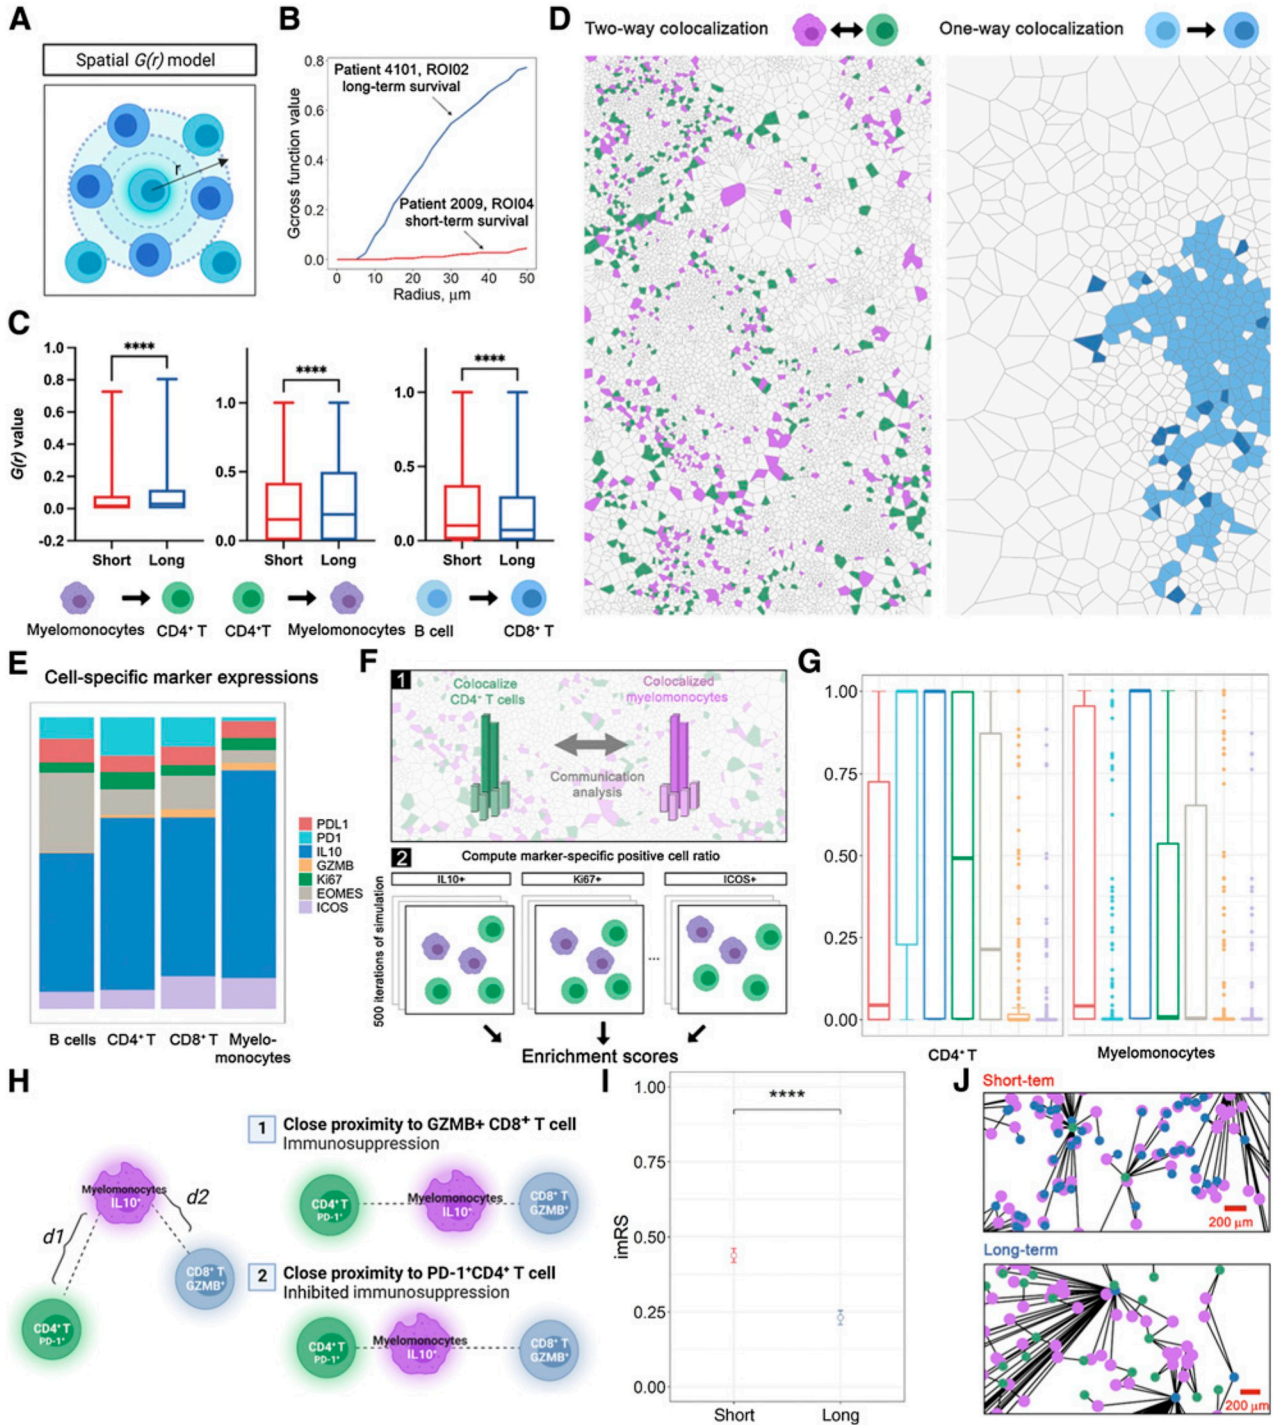 A
Spatial G(r) model
r
B
Gcross function value
0.8
0.6
0.4
0.2
0.0
Patient 4101, ROI02
long-term survival
Patient 2009, ROI04
short-term survival
0 10 20 30 40 50
Radius, μm
C
G(r) value
1.0
0.8
0.6
0.4
0.2
0.0
-0.2
****
Short Long
Myelomonocytes CD4+ T
1.0
0.5
0.0
****
Short Long
CD4+T Myelomonocytes
1.0
0.5
0.0
****
Short Long
B cell CD8+ T
D
Two-way colocalization
One-way colocalization
E
Cell-specific marker expressions
PDL1
PD1
IL10
GZMB
Ki67
EOMES
ICOS
B cells CD4+ T CD8+ T Myelo-
monocytes
F
1
Colocalize
CD4+ T cells
Colocalized
myelomonocytes
Communication
analysis
2
Compute marker-specific positive cell ratio
500 iterations of simulation
IL10+ Ki67+ ICOS+
...
Enrichment scores
G
1.00
0.75
0.50
0.25
0.00
CD4+ T Myelomonocytes
H
Myelomonocytes
IL10+
d1
d2
CD8+ T
GZMB+
CD4+ T
PD-1+
1 Close proximity to GZMB+ CD8+ T cell
Immunosuppression
CD4+ T
PD-1+
Myelomonocytes
IL10+
CD8+ T
GZMB+
2 Close proximity to PD-1+CD4+ T cell
Inhibited immunosuppression
CD4+ T
PD-1+
Myelomonocytes
IL10+
CD8+ T
GZMB+
I
imRS
1.00
0.75
0.50
0.25
0.00
****
Short Long
J
Short-tem
200 μm
Long-term
200 μm